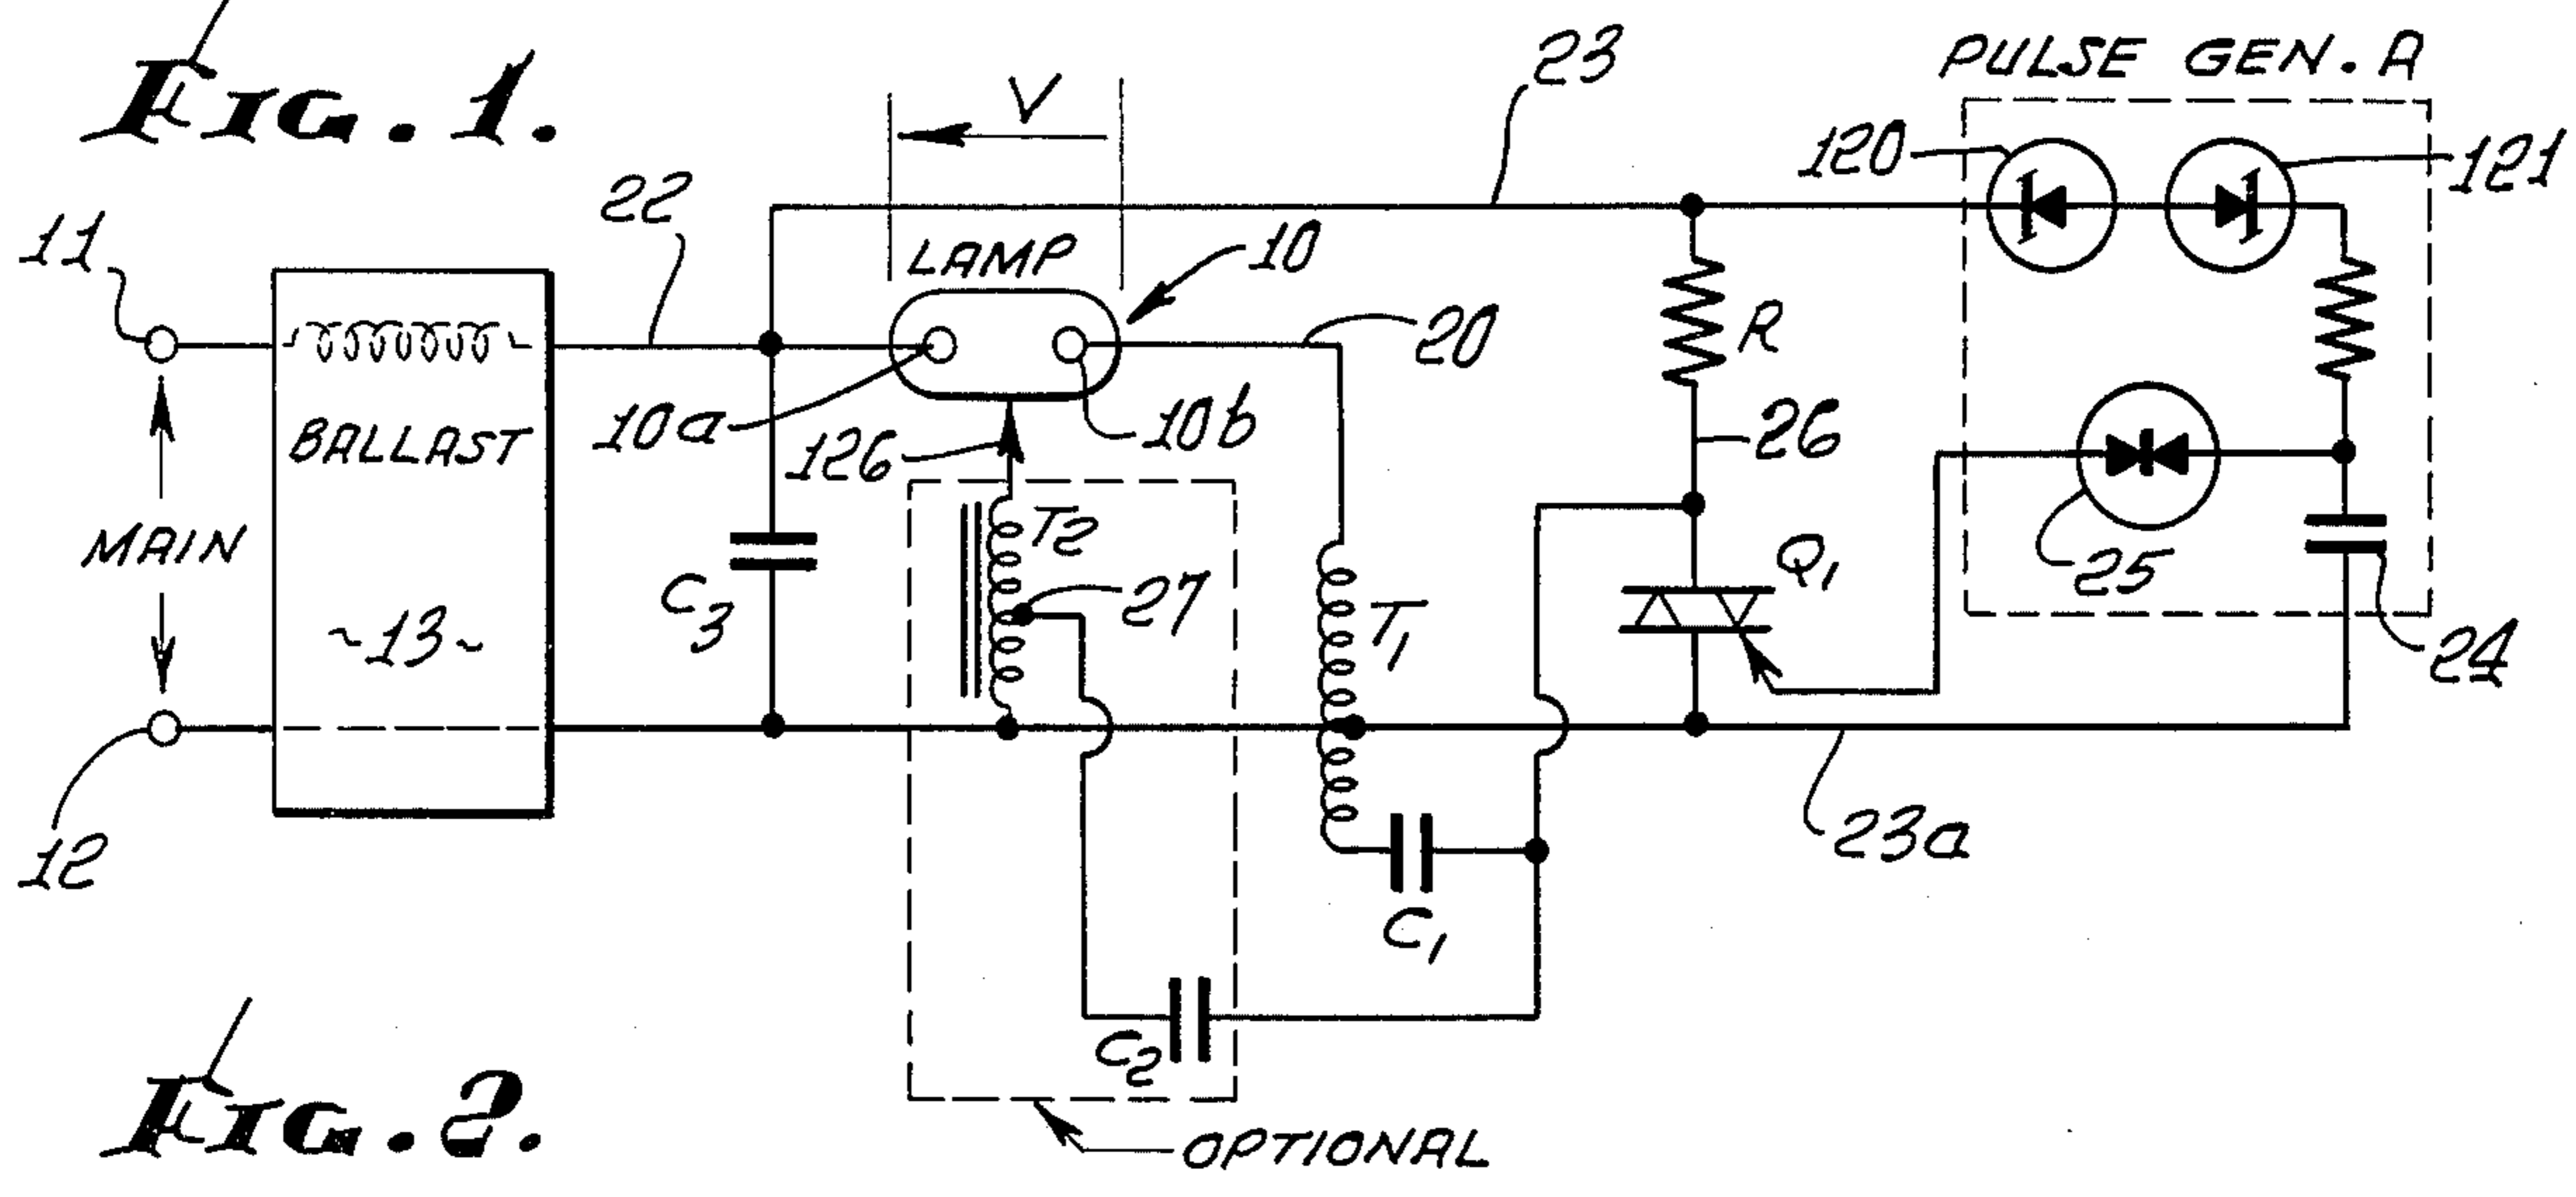 FIG. 1.
V
23
PULSE GEN. A
120
121
11
22
LAMP
10
20
R
MAIN
BALLAST
10a
126
10b
26
T2
27
Q1
25
24
C3
~13~
T1
12
23a
C1
C2
FIG. 2.
OPTIONAL